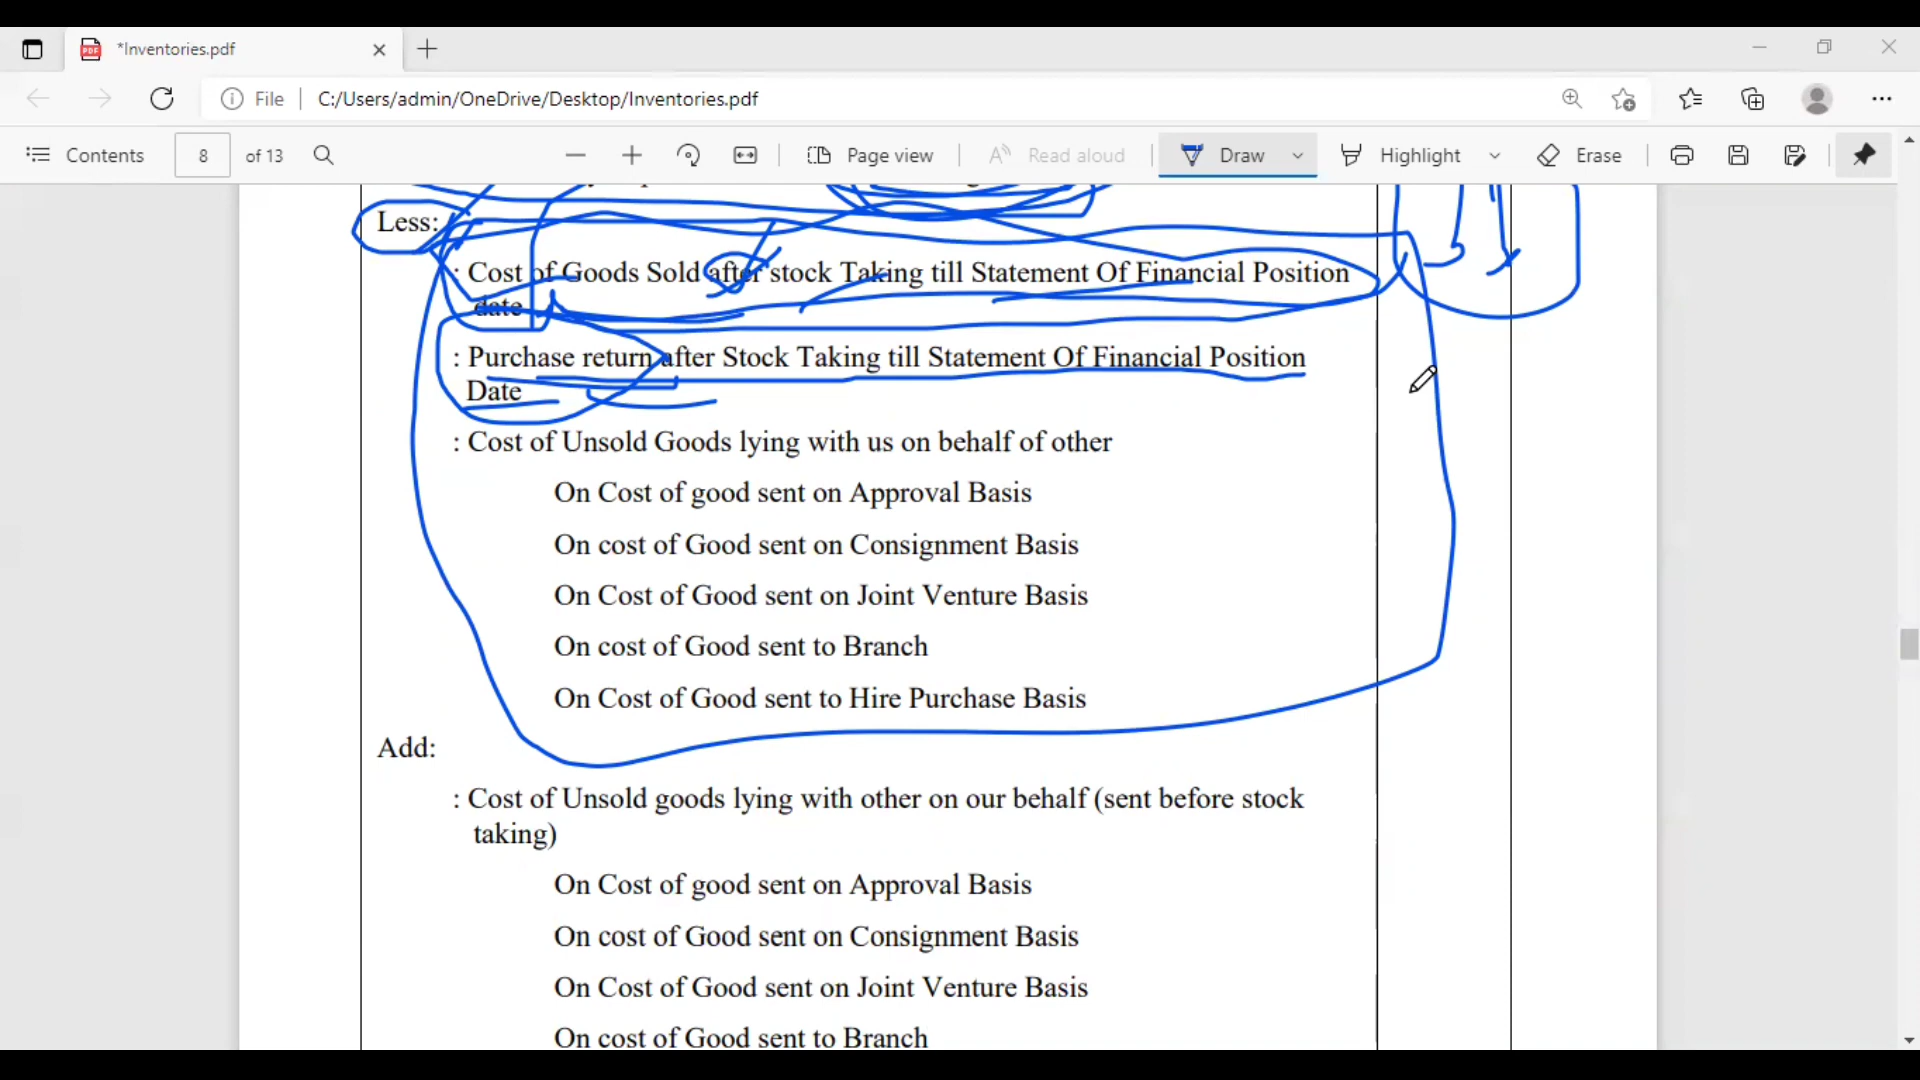 *Inventories.pdf
File
C:/Users/admin/OneDrive/Desktop/Inventories.pdf
Contents
8
of 13
Page view
Read aloud
Draw
Highlight
Erase
Less:
: Cost of Goods Sold after stock Taking till Statement Of Financial Position
date
: Purchase return after Stock Taking till Statement Of Financial Position
Date
: Cost of Unsold Goods lying with us on behalf of other
On Cost of good sent on Approval Basis
On cost of Good sent on Consignment Basis
On Cost of Good sent on Joint Venture Basis
On cost of Good sent to Branch
On Cost of Good sent to Hire Purchase Basis
Add:
: Cost of Unsold goods lying with other on our behalf (sent before stock
taking)
On Cost of good sent on Approval Basis
On cost of Good sent on Consignment Basis
On Cost of Good sent on Joint Venture Basis
On cost of Good sent to Branch